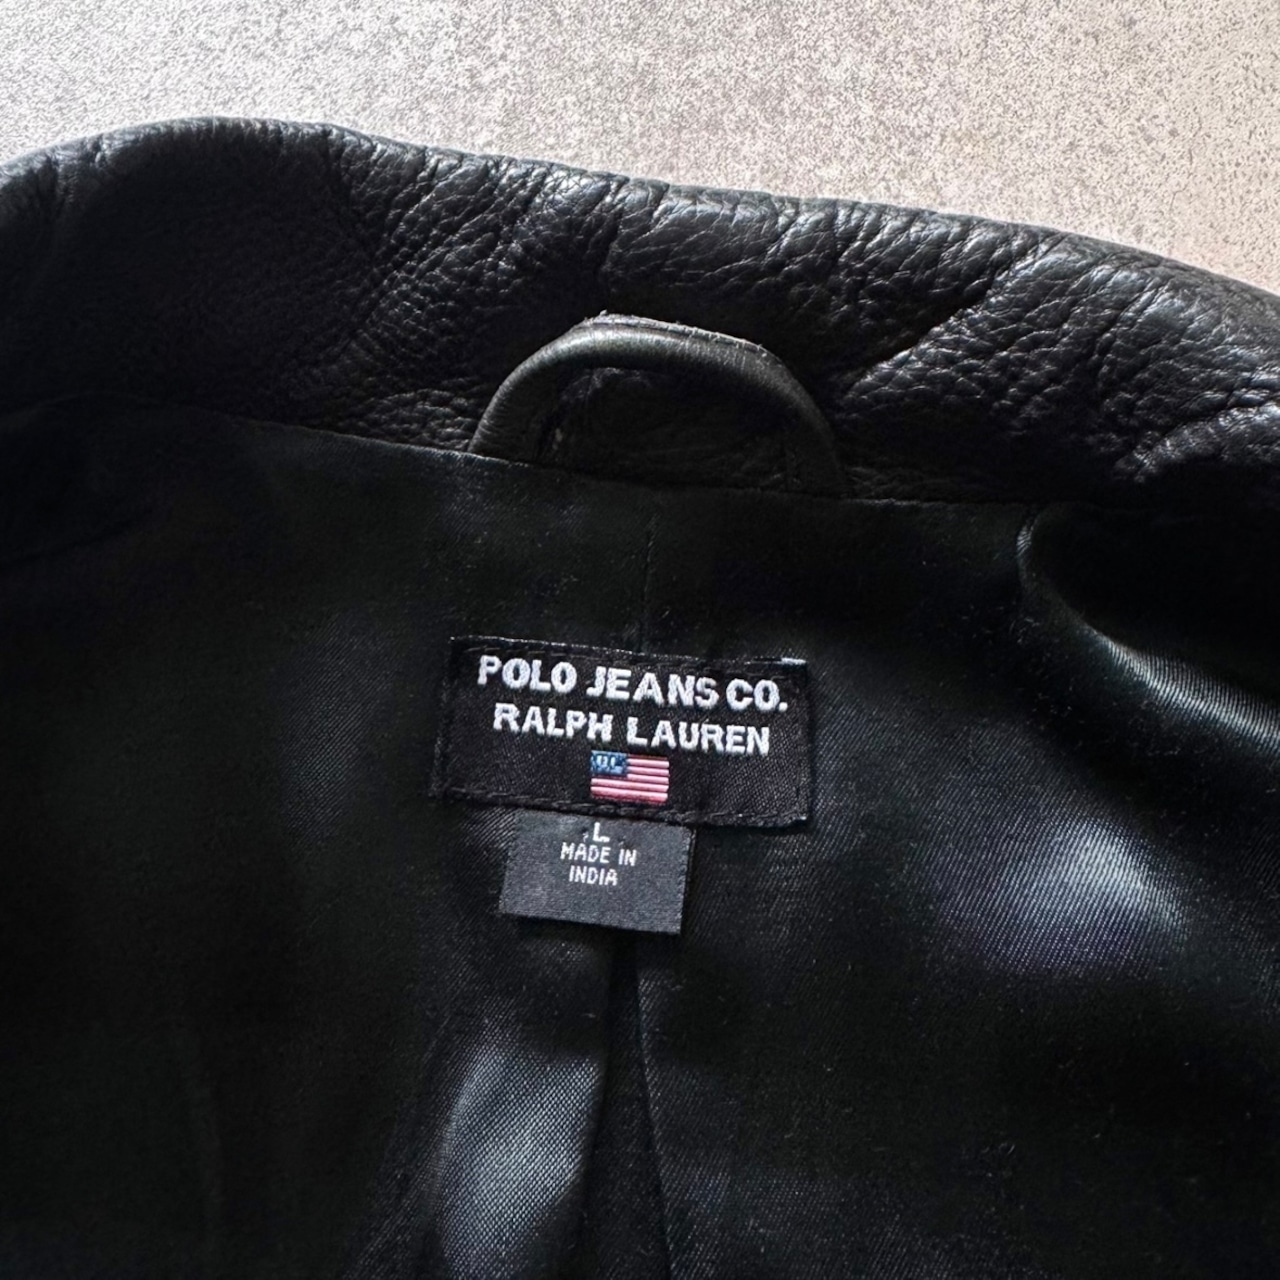 POLO JEANS CO.
RALPH LAUREN
L
MADE IN
INDIA